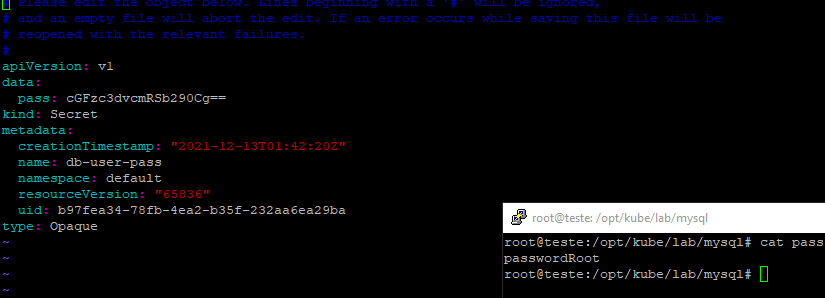 # Please edit the object below. Lines beginning with a '#' will be ignored,
# and an empty file will abort the edit. If an error occurs while saving this file will be
# reopened with the relevant failures.
#
apiVersion: v1
data:
  pass: cGFzc3dvcmRSb290Cg==
kind: Secret
metadata:
  creationTimestamp: "2021-12-13T01:42:20Z"
  name: db-user-pass
  namespace: default
  resourceVersion: "65836"
  uid: b97fea34-78fb-4ea2-b35f-232aa6ea29ba
type: Opaque
~
~
~
~
root@teste: /opt/kube/lab/mysql
root@teste:/opt/kube/lab/mysql# cat pass
passwordRoot
root@teste:/opt/kube/lab/mysql#